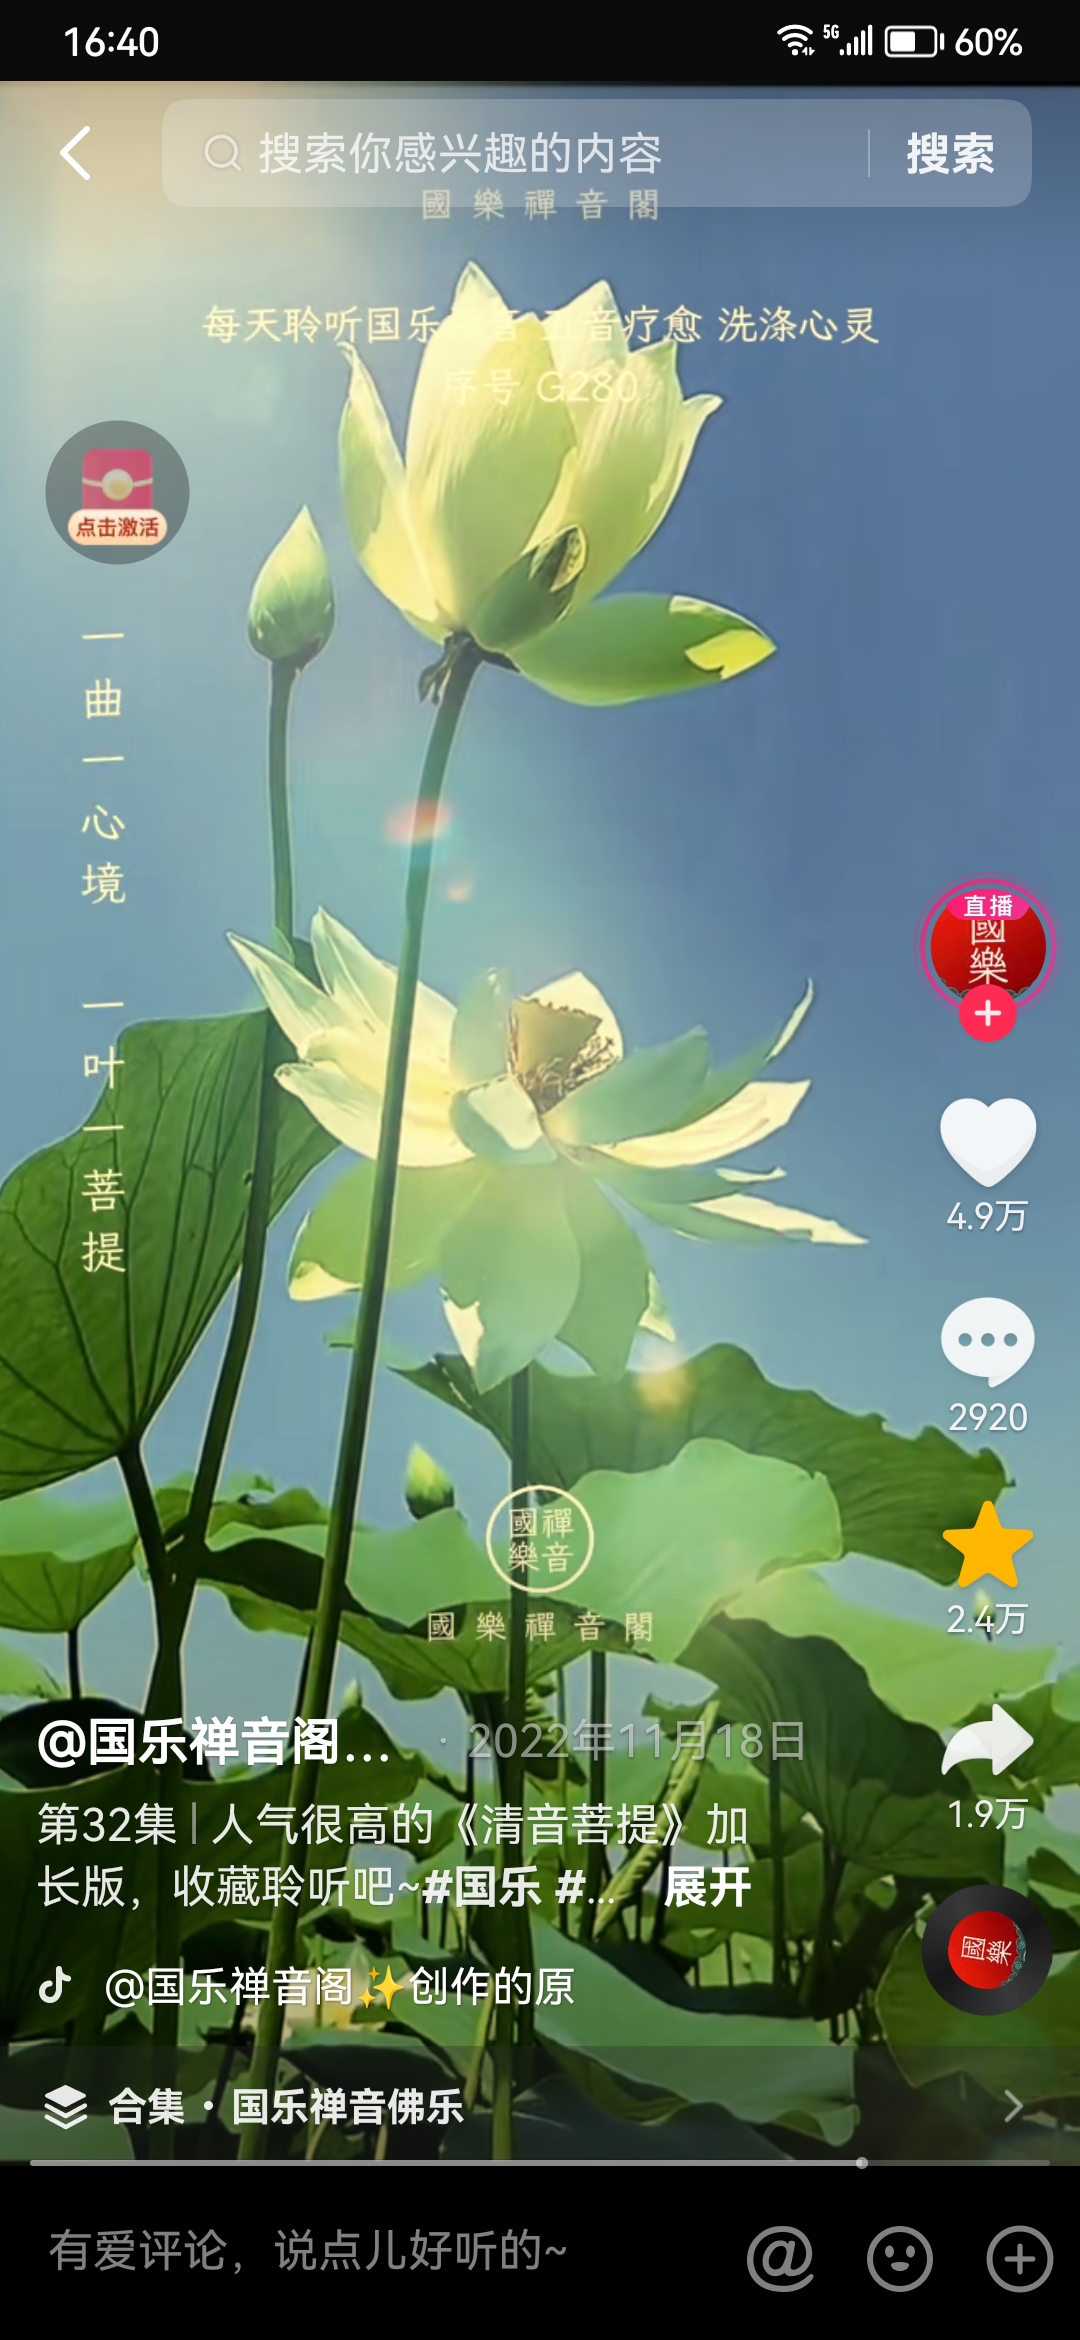 16:40
5G
60%
搜索你感兴趣的内容
搜索
國樂禪音閣
每天聆听国乐禅音 五音疗愈 洗涤心灵
序号 G280
点击激活
一曲一心境
一叶一菩提
直播
國樂
4.9万
2920
2.4万
1.9万
國禪
樂音
國樂禪音閣
@国乐禅音阁... · 2022年11月18日
第32集 | 人气很高的《清音菩提》加
长版，收藏聆听吧~#国乐 #... 展开
國樂
@国乐禅音阁✨创作的原
合集・国乐禅音佛乐
有爱评论，说点儿好听的~